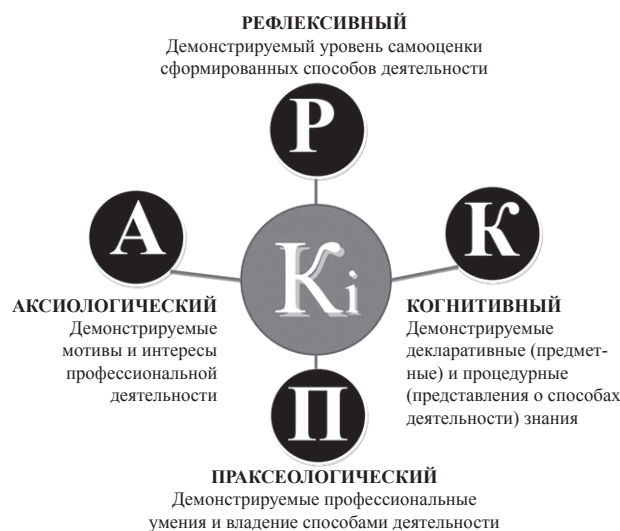 РЕФЛЕКСИВНЫЙ
Демонстрируемый уровень самооценки
сформированных способов деятельности
Р
А
К
Кi
АКСИОЛОГИЧЕСКИЙ
Демонстрируемые
мотивы и интересы
профессиональной
деятельности
КОГНИТИВНЫЙ
Демонстрируемые
декларативные (предмет-
ные) и процедурные
(представления о способах
деятельности) знания
П
ПРАКСЕОЛОГИЧЕСКИЙ
Демонстрируемые профессиональные
умения и владение способами деятельности